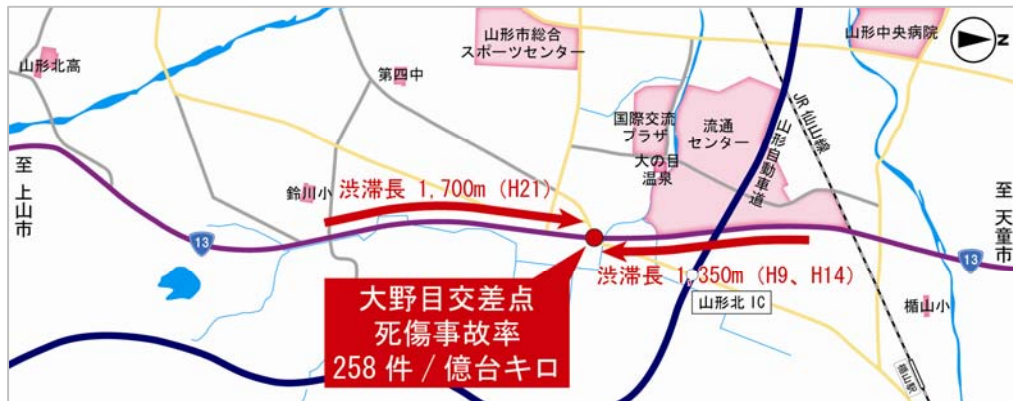 山形市総合
スポーツセンター
山形中央病院
N
山形北高
第四中
国際交流
プラザ
流通
センター
大の目
温泉
山形自動車道
JR仙山線
至 上山市
鈴川小
渋滞長 1,700m (H21)
至 天童市
13
13
渋滞長 1,350m (H9、H14)
山形北 IC
楯山小
楯山駅
大野目交差点
死傷事故率
258 件 / 億台キロ